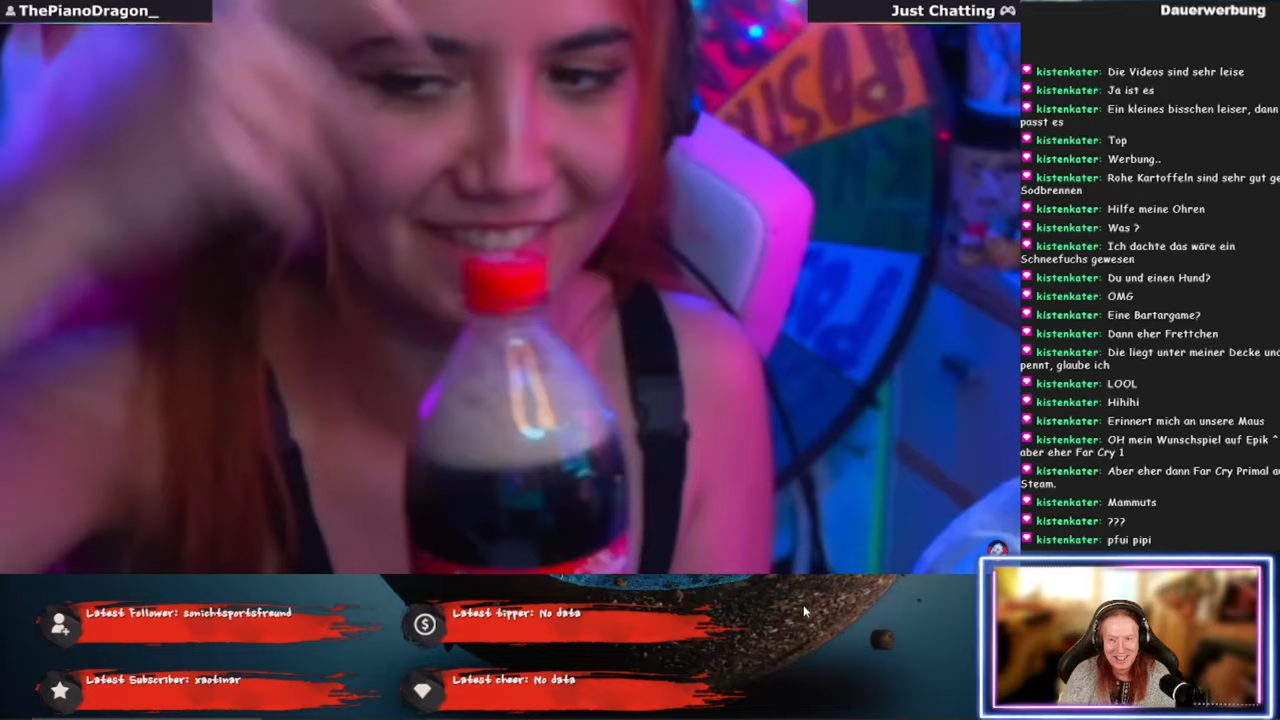 ThePianoDragon_
Just Chatting
Dauerwerbung
kistenkater: Die Videos sind sehr leise
kistenkater: Ja ist es
kistenkater: Ein kleines bisschen leiser, dann
passt es
kistenkater: Top
kistenkater: Werbung..
kistenkater: Rohe Kartoffeln sind sehr gut ge
Sodbrennen
kistenkater: Hilfe meine Ohren
kistenkater: Was ?
kistenkater: Ich dachte das wäre ein
Schneefuchs gewesen
kistenkater: Du und einen Hund?
kistenkater: OMG
kistenkater: Eine Bartargame?
kistenkater: Dann eher Frettchen
kistenkater: Die liegt unter meiner Decke und
pennt, glaube ich
kistenkater: LOOL
kistenkater: Hihihi
kistenkater: Erinnert mich an unsere Maus
kistenkater: OH mein Wunschspiel auf Epik ^
aber eher Far Cry 1
kistenkater: Aber eher dann Far Cry Primal a
Steam.
kistenkater: Mammuts
kistenkater: ???
kistenkater: pfui pipi
Latest Follower: sonichtsportsfreund
Latest tipper: No data
Latest Subscriber: xaotinar
Latest cheer: No data